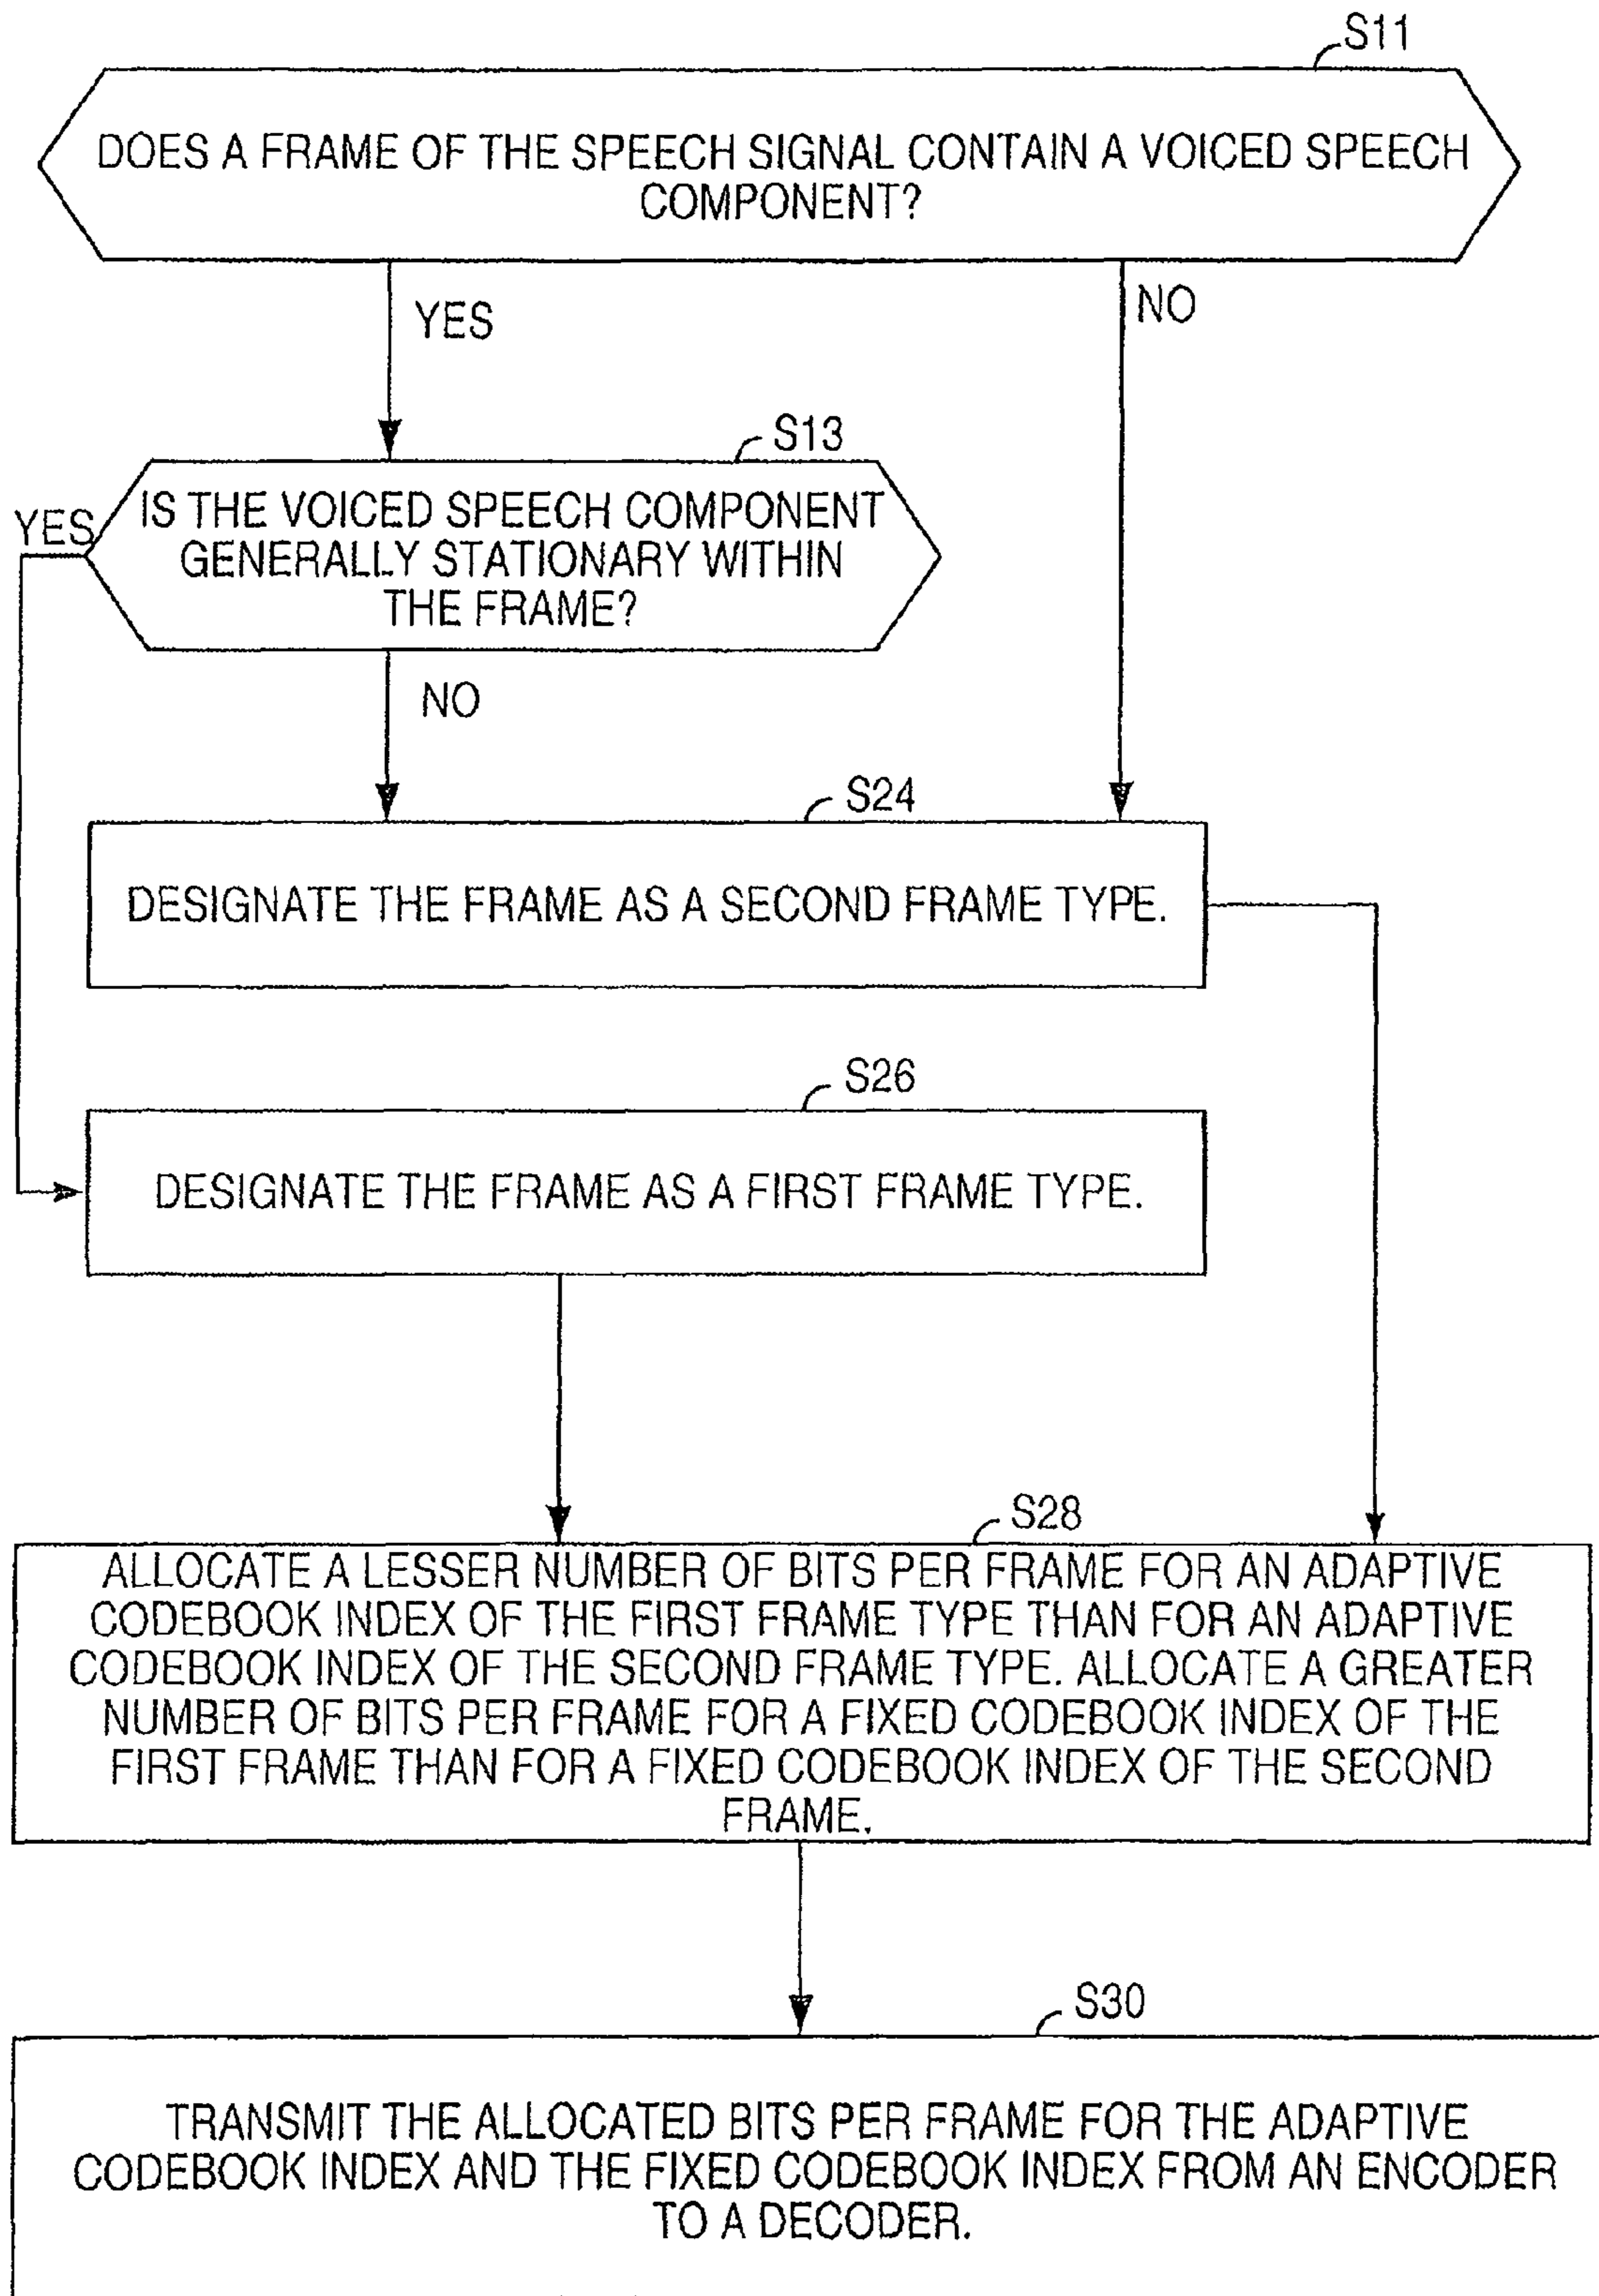 S11
DOES A FRAME OF THE SPEECH SIGNAL CONTAIN A VOICED SPEECH
COMPONENT?
YES
NO
S13
YES
IS THE VOICED SPEECH COMPONENT
GENERALLY STATIONARY WITHIN
THE FRAME?
NO
S24
DESIGNATE THE FRAME AS A SECOND FRAME TYPE.
S26
DESIGNATE THE FRAME AS A FIRST FRAME TYPE.
S28
ALLOCATE A LESSER NUMBER OF BITS PER FRAME FOR AN ADAPTIVE
CODEBOOK INDEX OF THE FIRST FRAME TYPE THAN FOR AN ADAPTIVE
CODEBOOK INDEX OF THE SECOND FRAME TYPE. ALLOCATE A GREATER
NUMBER OF BITS PER FRAME FOR A FIXED CODEBOOK INDEX OF THE
FIRST FRAME THAN FOR A FIXED CODEBOOK INDEX OF THE SECOND
FRAME.
S30
TRANSMIT THE ALLOCATED BITS PER FRAME FOR THE ADAPTIVE
CODEBOOK INDEX AND THE FIXED CODEBOOK INDEX FROM AN ENCODER
TO A DECODER.